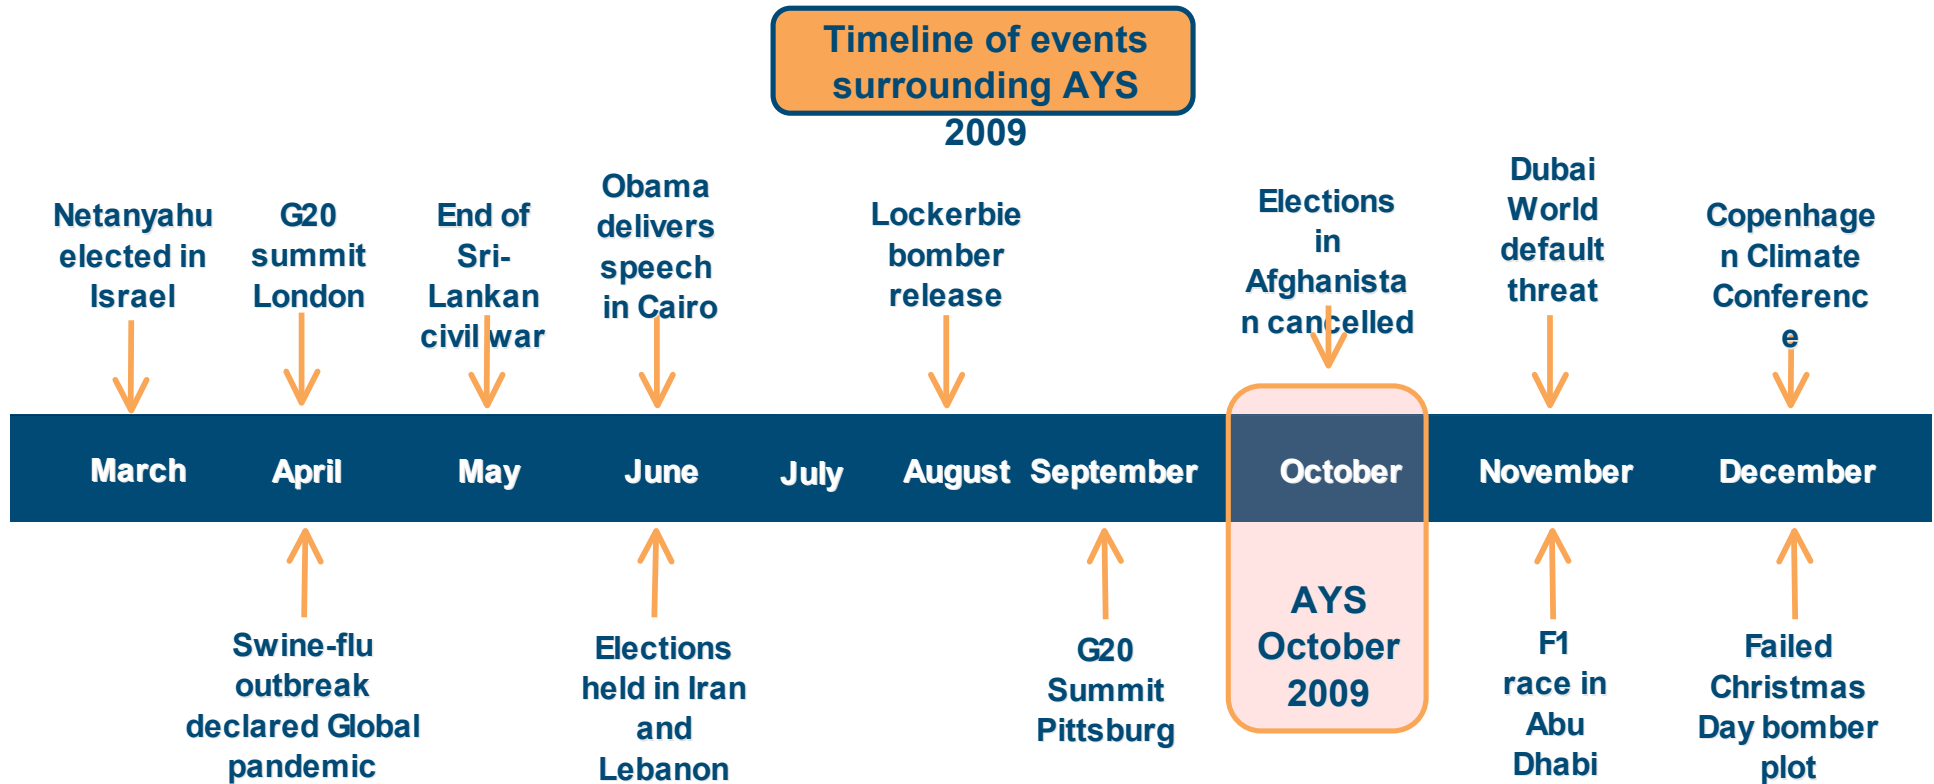 Timeline of events
surrounding AYS
2009
Netanyahu
elected in
Israel
G20
summit
London
End of
Sri-
Lankan
civil war
Obama
delivers
speech
in Cairo
Lockerbie
bomber
release
Elections
in
Afghanista
n cancelled
Dubai
World
default
threat
Copenhage
n Climate
Conferenc
e
March
April
May
June
July
August
September
October
November
December
Swine-flu
outbreak
declared Global
pandemic
Elections
held in Iran
and
Lebanon
G20
Summit
Pittsburg
AYS
October
2009
F1
race in
Abu
Dhabi
Failed
Christmas
Day bomber
plot